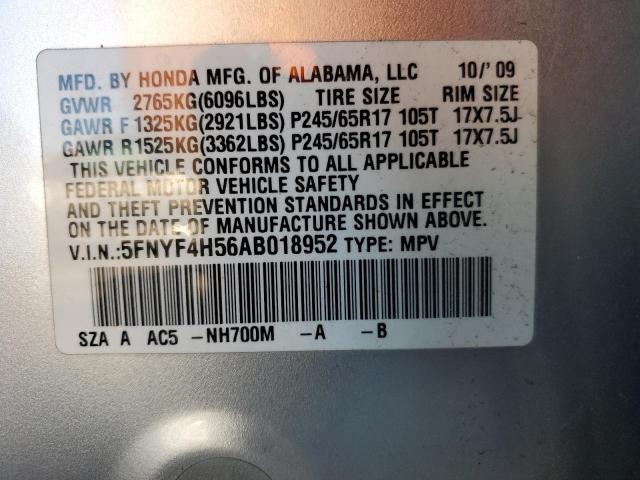 MFD. BY HONDA MFG. OF ALABAMA, LLC 10/'09
GVWR 2765KG(6096LBS) TIRE SIZE RIM SIZE
GAWR F 1325KG(2921LBS) P245/65R17 105T 17X7.5J
GAWR R1525KG(3362LBS) P245/65R17 105T 17X7.5J
THIS VEHICLE CONFORMS TO ALL APPLICABLE
FEDERAL MOTOR VEHICLE SAFETY
AND THEFT PREVENTION STANDARDS IN EFFECT
ON THE DATE OF MANUFACTURE SHOWN ABOVE.
V.I.N.:5FNYF4H56AB018952 TYPE: MPV
SZA A AC5 -NH700M -A -B